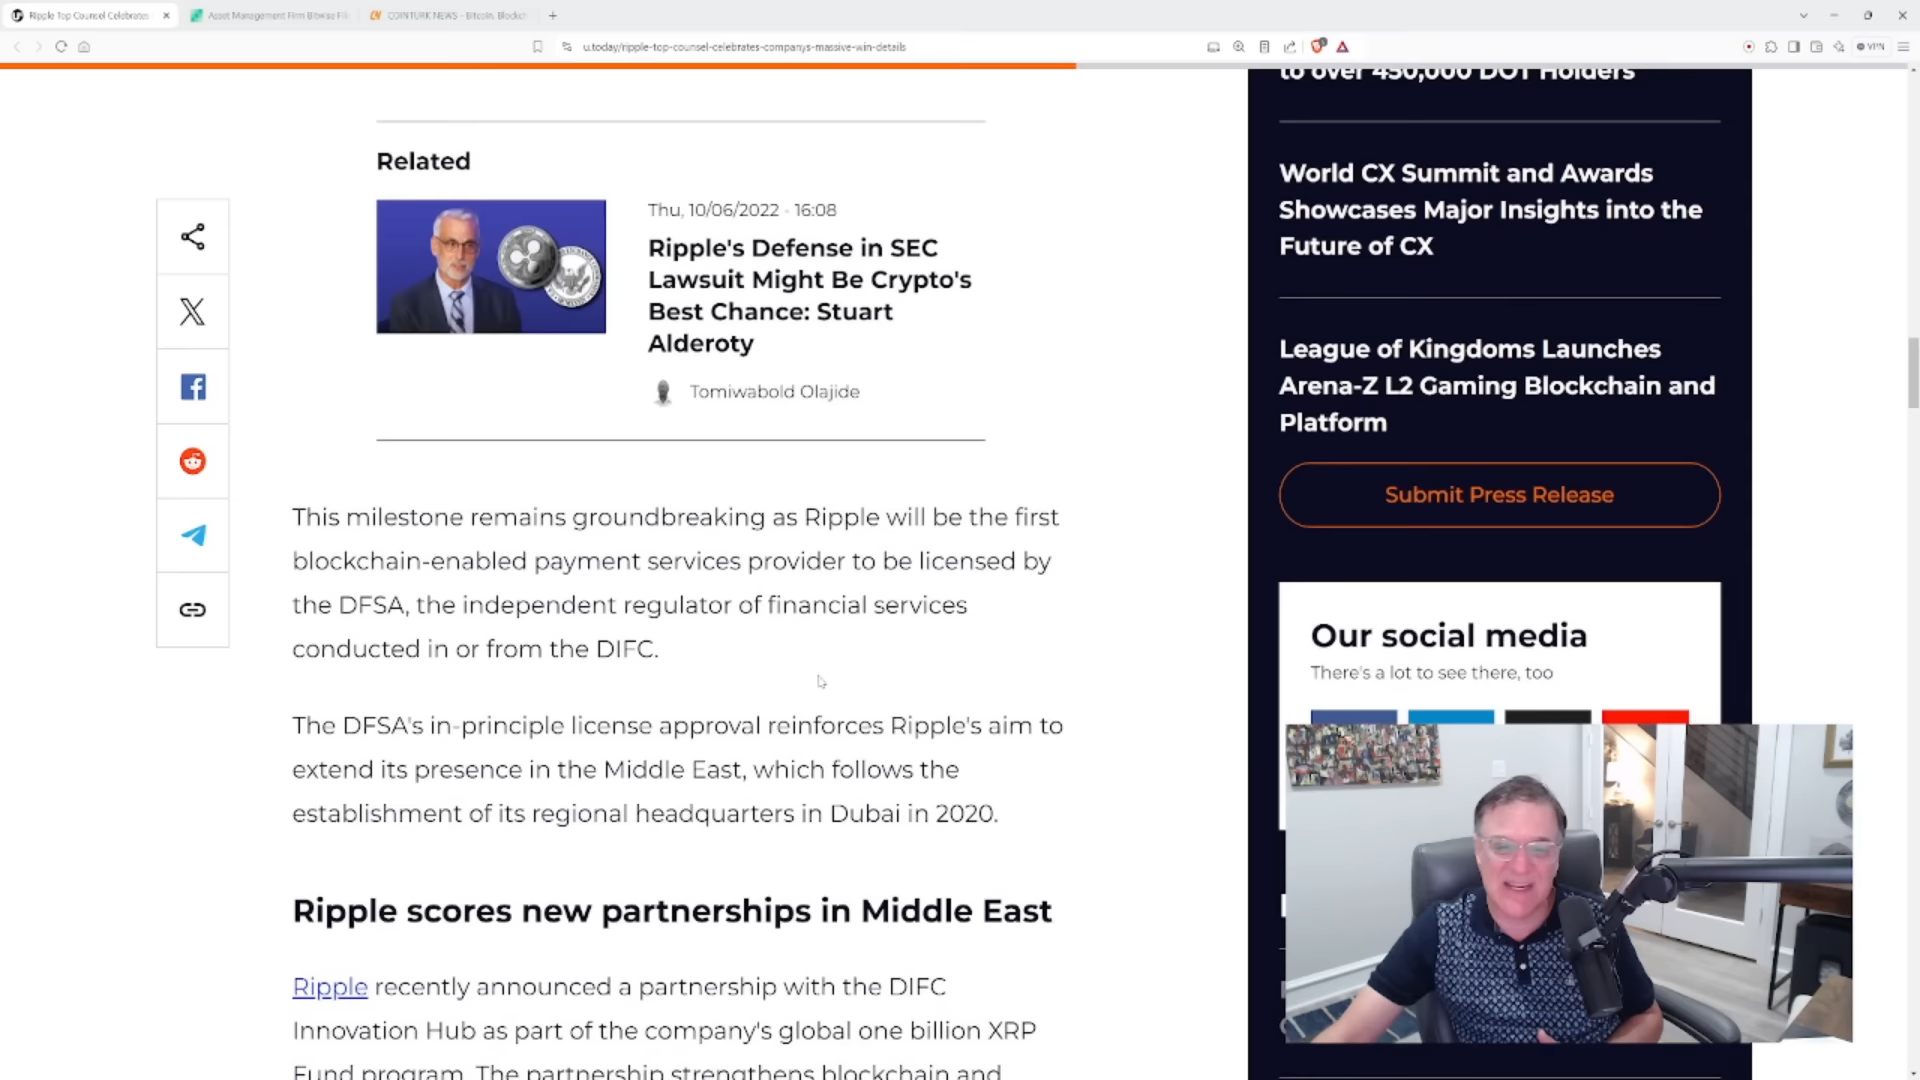 Ripple Top Counsel Celebrates
Asset Management Firm Bitwise Fil
COINTURK NEWS - Bitcoin, Blockch
u.today/ripple-top-counsel-celebrates-companys-massive-win-details
VPN
to over 450,000 DOT Holders
Related
Thu, 10/06/2022 - 16:08
Ripple's Defense in SEC
Lawsuit Might Be Crypto's
Best Chance: Stuart
Alderoty
Tomiwabold Olajide
This milestone remains groundbreaking as Ripple will be the first
blockchain-enabled payment services provider to be licensed by
the DFSA, the independent regulator of financial services
conducted in or from the DIFC.
The DFSA's in-principle license approval reinforces Ripple's aim to
extend its presence in the Middle East, which follows the
establishment of its regional headquarters in Dubai in 2020.
Ripple scores new partnerships in Middle East
Ripple recently announced a partnership with the DIFC
Innovation Hub as part of the company's global one billion XRP
Fund program. The partnership strengthens blockchain and
World CX Summit and Awards
Showcases Major Insights into the
Future of CX
League of Kingdoms Launches
Arena-Z L2 Gaming Blockchain and
Platform
Submit Press Release
Our social media
There's a lot to see there, too